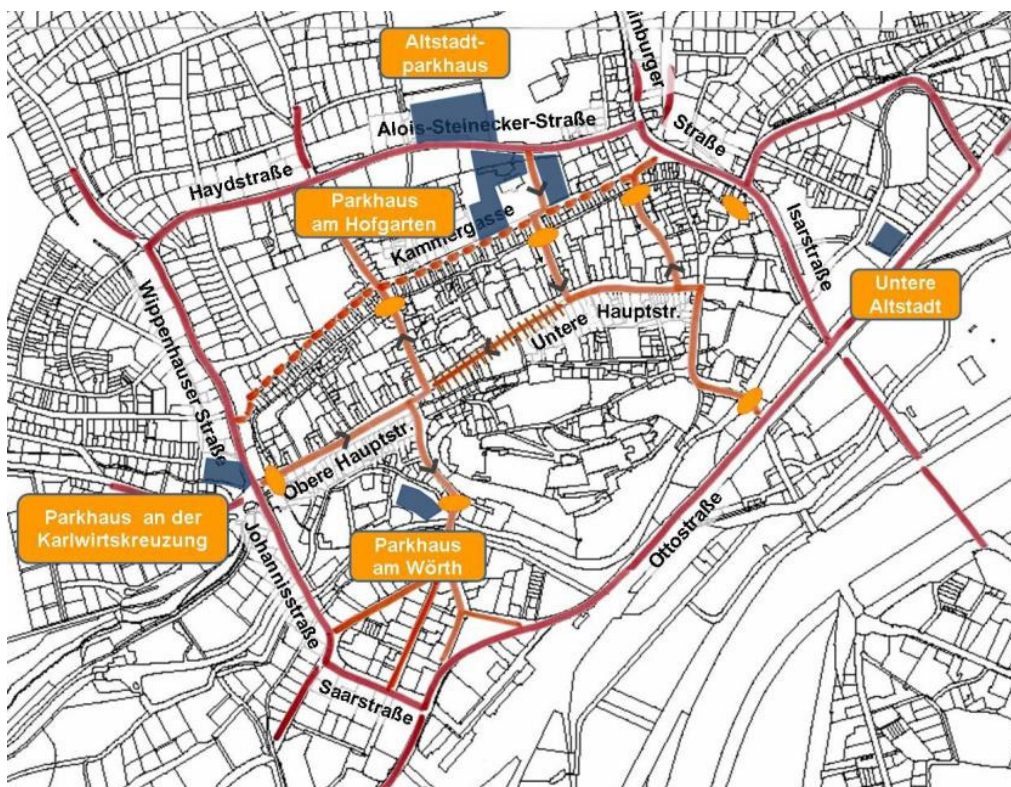 Altstadt-
parkhaus
inburger
Straße
Alois-Steinecker-Straße
Haydstraße
Parkhaus
am Hofgarten
Kammergasse
Isarstraße
Untere
Altstadt
Wippenhauser Straße
Untere
Hauptstr.
Obere Hauptstr.
Parkhaus an der
Karlwirtskreuzung
Parkhaus
am Wörth
Ottostraße
Johannisstraße
Saarstraße